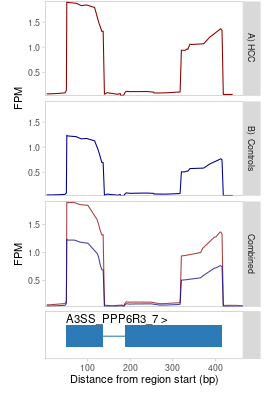 1.5
1.0
0.5
FPM
A) HCC
1.5
1.0
0.5
FPM
B) Controls
1.5
1.0
0.5
FPM
Combined
A3SS_PPP6R3_7 >
100 200 300 400
Distance from region start (bp)